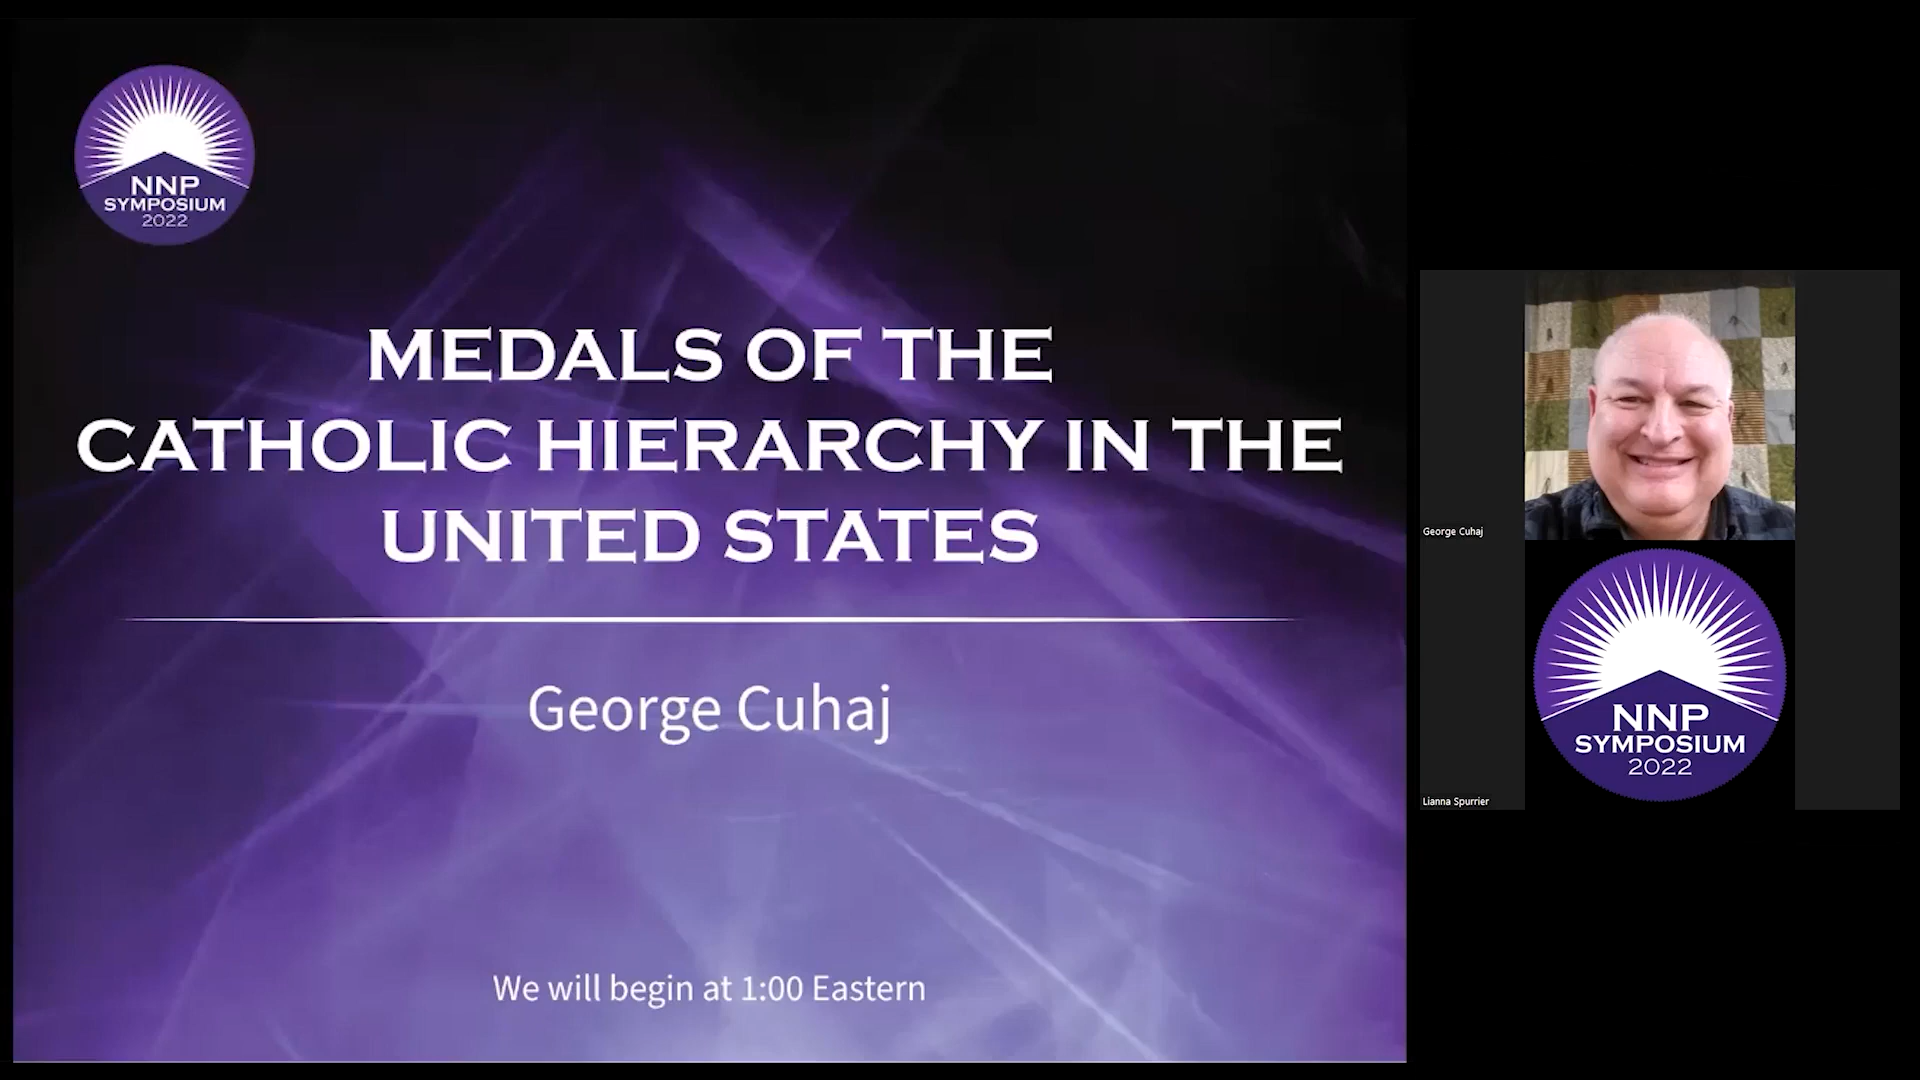 NNP
SYMPOSIUM
2022
MEDALS OF THE
CATHOLIC HIERARCHY IN THE
UNITED STATES
George Cuhaj
We will begin at 1:00 Eastern
George Cuhaj
NNP
SYMPOSIUM
2022
Lianna Spurrier